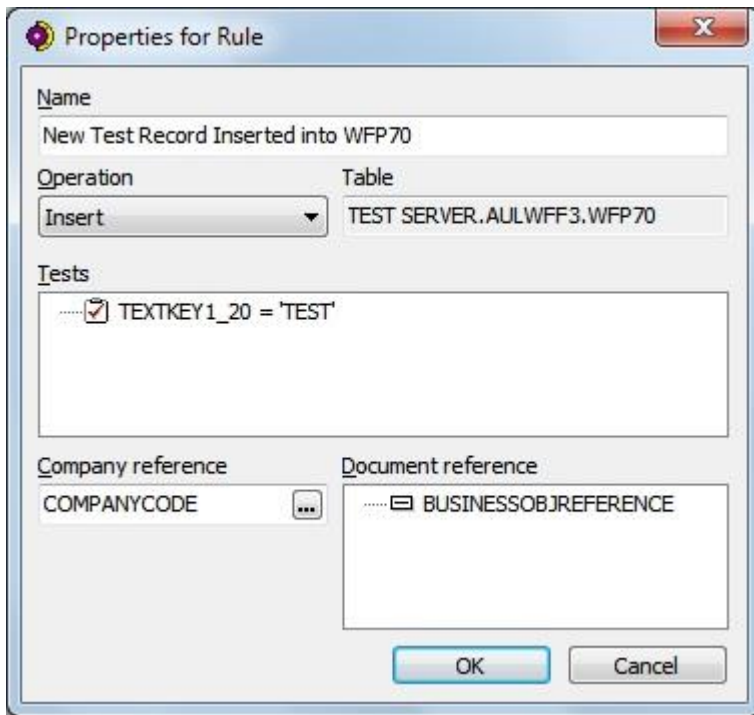 Properties for Rule
Name
New Test Record Inserted into WFP70
Operation Table
Insert TEST SERVER.AULWFF3.WFP70
Tests
TEXTKEY1_20 = 'TEST'
Company reference Document reference
COMPANYCODE ... BUSINESSOBJREFERENCE
OK Cancel